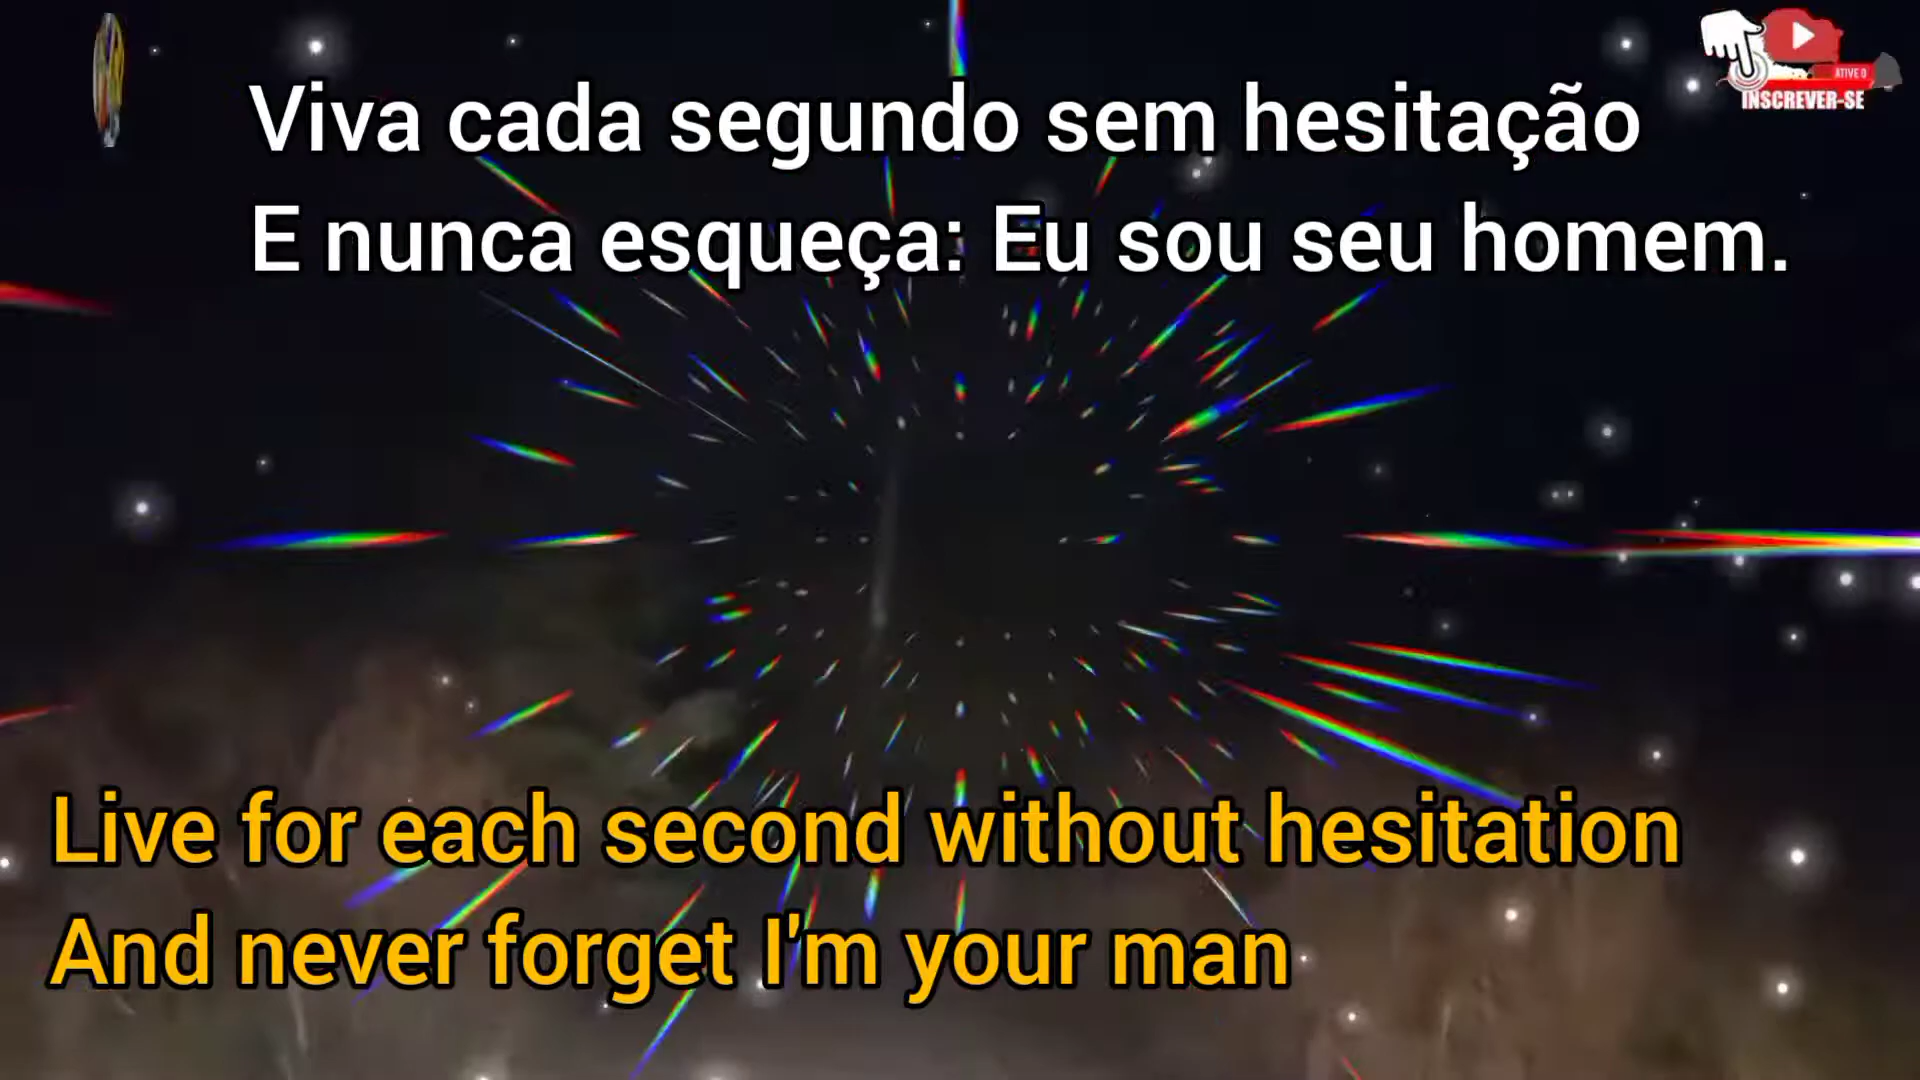 Viva cada segundo sem hesitação
E nunca esqueça: Eu sou seu homem.
ATIVE O
INSCREVER-SE
Live for each second without hesitation
And never forget I'm your man